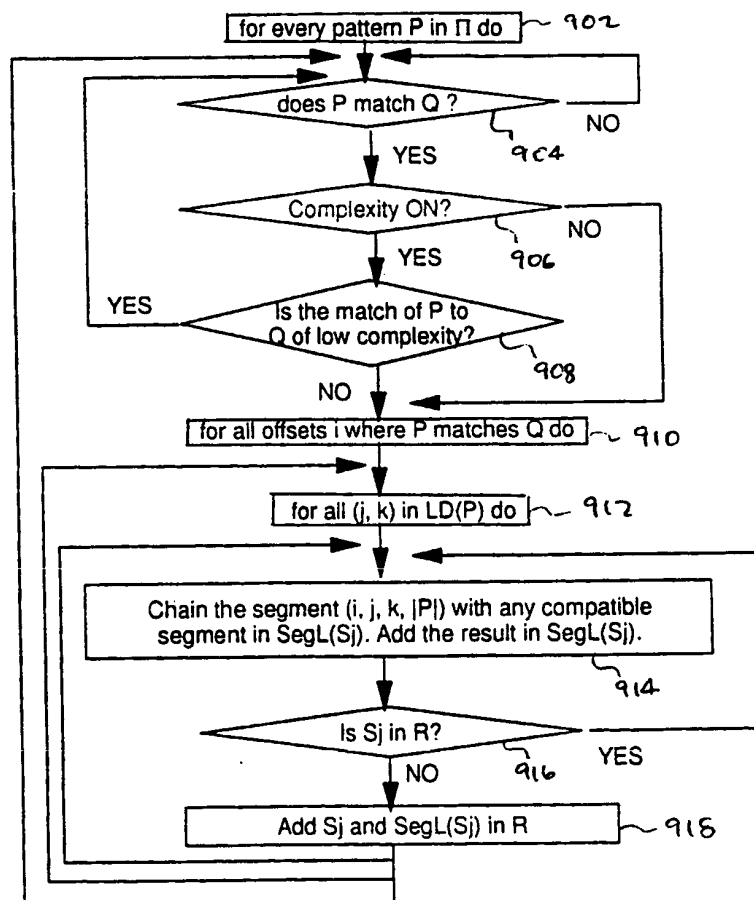 for every pattern P in Π do
902
does P match Q ?
NO
904
YES
Complexity ON?
NO
906
YES
YES
Is the match of P to
Q of low complexity?
908
NO
for all offsets i where P matches Q do
910
for all (j, k) in LD(P) do
912
Chain the segment (i, j, k, |P|) with any compatible
segment in SegL(Sj). Add the result in SegL(Sj).
914
Is Sj in R?
YES
916
NO
Add Sj and SegL(Sj) in R
918